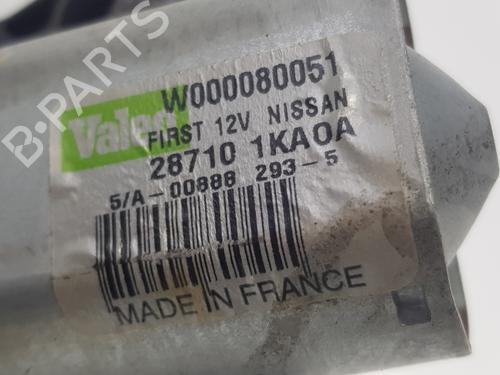 B-PARTS
W000080051
Valeo
FIRST 12V NISSAN
28710 1KA0A
5/A-00888 293-5
MADE IN FRANCE